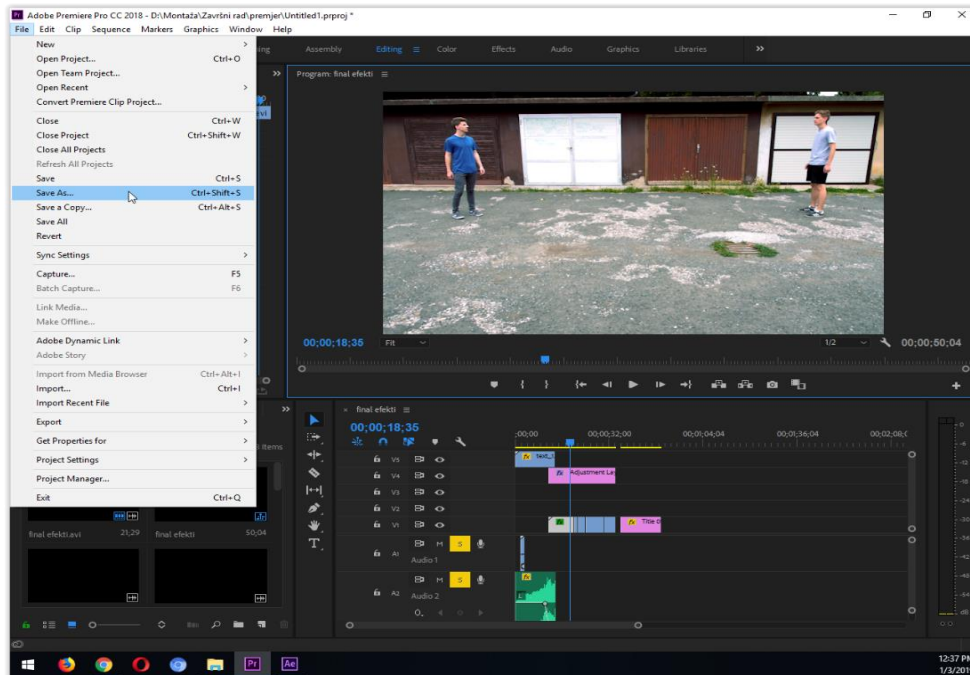 Adobe Premiere Pro CC 2018 - D:\Montaža\Završni rad\premjer\Untitled1.prproj *
File Edit Clip Sequence Markers Graphics Window Help
New
Open Project... Ctrl+O
Open Team Project...
Open Recent
Convert Premiere Clip Project...
Close Ctrl+W
Close Project Ctrl+Shift+W
Close All Projects
Refresh All Projects
Save Ctrl+S
Save As... Ctrl+Shift+S
Save a Copy... Ctrl+Alt+S
Save All
Revert
Sync Settings
Capture... F5
Batch Capture... F6
Link Media...
Make Offline...
Adobe Dynamic Link
Adobe Story
Import from Media Browser Ctrl+Alt+I
Import... Ctrl+I
Import Recent File
Export
Get Properties for
Project Settings
Project Manager...
Exit Ctrl+Q
Assembly Editing Color Effects Audio Graphics Libraries
Program: final efekti
00;00;18;35 Fit 1/2 00;00;50;04
final efekti.avi 21;29 final efekti 50;04
final efekti
00;00;18;35
;00;00 00;00;32;00 00;01;04;04 00;01;36;04
V5
V4 Adjustment
V3
V2
V1 Title
A1 M S
Audio 1
A2 M S
Audio 2
Pr Ae
12:37 PM